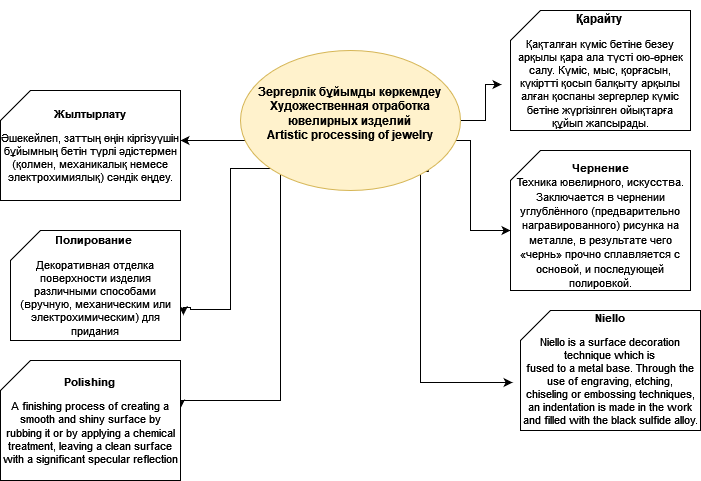 Зергерлік бұйымды көркемдеу
Художественная отработка
ювелирных изделий
Artistic processing of jewelry
Жылтырлату
Әшекейлеп, заттың өңін кіргізуүшін
бұйымның бетін түрлі әдістермен
(қолмен, механикалық немесе
электрохимиялық) сәндік өңдеу.
Полирование
Декоративная отделка
поверхности изделия
различными способами
(вручную, механическим или
электрохимическим) для
придания
Polishing
A finishing process of creating a
smooth and shiny surface by
rubbing it or by applying a chemical
treatment, leaving a clean surface
with a significant specular reflection
Қарайту
Қақталған күміс бетіне безеу
арқылы қара ала түсті ою-өрнек
салу. Күміс, мыс, қорғасын,
күкіртті қосып балқыту арқылы
алған қоспаны зергерлер күміс
бетіне жүргізілген ойықтарға
құйып жапсырады.
Чернение
Техника ювелирного, искусства.
Заключается в чернении
углублённого (предварительно
награвированного) рисунка на
металле, в результате чего
«чернь» прочно сплавляется с
основой, и последующей
полировкой.
Niello
Niello is a surface decoration
technique which is
fused to a metal base. Through the
use of engraving, etching,
chiseling or embossing techniques,
an indentation is made in the work
and filled with the black sulfide alloy.